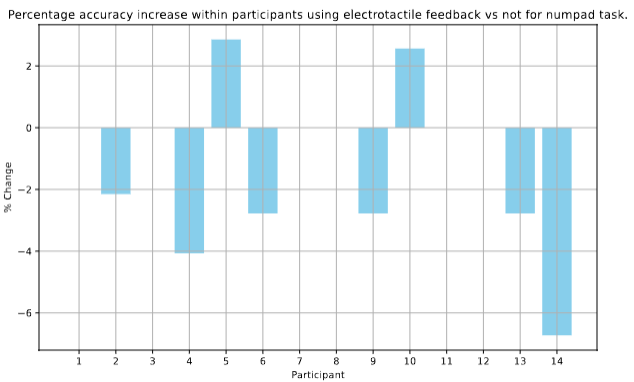 Percentage accuracy increase within participants using electrotactile feedback vs not for numpad task.
2
0
−2
−4
−6
% Change
1 2 3 4 5 6 7 8 9 10 11 12 13 14
Participant